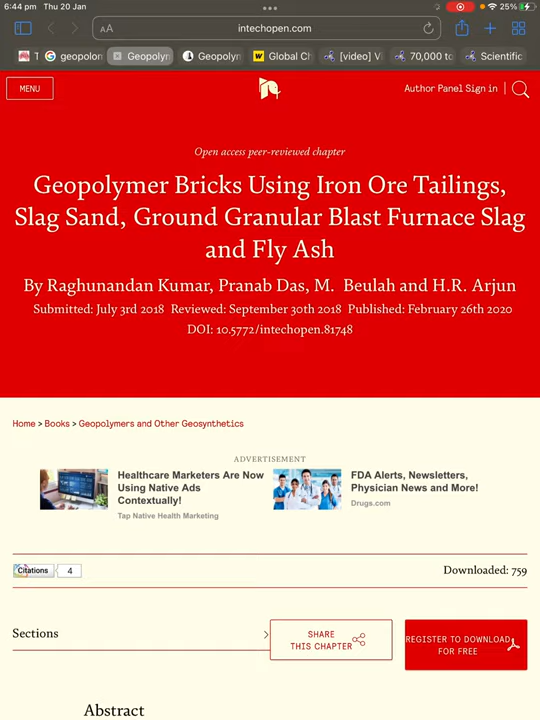 6:44 pm Thu 20 Jan
25%
AA
intechopen.com
T
geopolor
Geopolyr
Geopolyr
Global Cl
[video] V
70,000 to
Scientific
MENU
Author Panel Sign in
Open access peer-reviewed chapter
Geopolymer Bricks Using Iron Ore Tailings,
Slag Sand, Ground Granular Blast Furnace Slag
and Fly Ash
By Raghunandan Kumar, Pranab Das, M. Beulah and H.R. Arjun
Submitted: July 3rd 2018 Reviewed: September 30th 2018 Published: February 26th 2020
DOI: 10.5772/intechopen.81748
Home > Books > Geopolymers and Other Geosynthetics
ADVERTISEMENT
Healthcare Marketers Are Now
Using Native Ads
Contextually!
Tap Native Health Marketing
FDA Alerts, Newsletters,
Physician News and More!
Drugs.com
Citations 4
Downloaded: 759
Sections
SHARE
THIS CHAPTER
REGISTER TO DOWNLOAD
FOR FREE
Abstract